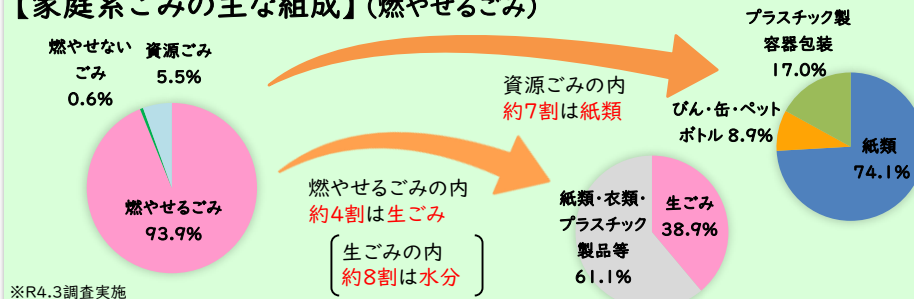 【家庭系ごみの主な組成】(燃やせるごみ)
燃やせない
ごみ
0.6%
資源ごみ
5.5%
燃やせるごみ
93.9%
資源ごみの内
約7割は紙類
プラスチック製
容器包装
17.0%
びん・缶・ペット
ボトル 8.9%
紙類
74.1%
燃やせるごみの内
約4割は生ごみ
生ごみの内
約8割は水分
紙類・衣類・
プラスチック
製品等
61.1%
生ごみ
38.9%
※R4.3調査実施